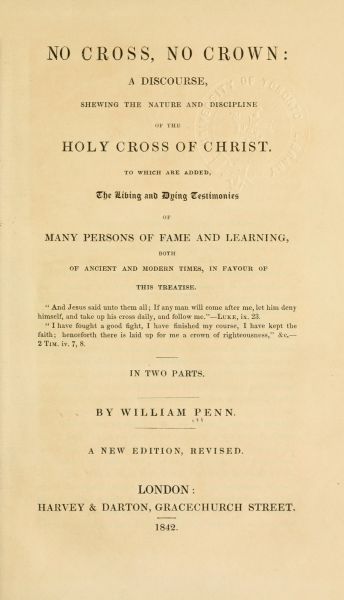 NO CROSS, NO CROWN:
A DISCOURSE,
SHEWING THE NATURE AND DISCIPLINE
OF THE
HOLY CROSS OF CHRIST.
TO WHICH ARE ADDED,
The Living and Dying Testimonies
OF
MANY PERSONS OF FAME AND LEARNING,
BOTH
OF ANCIENT AND MODERN TIMES, IN FAVOUR OF
THIS TREATISE.
" And Jesus said unto them all; If any man will come after me, let him deny
himself, and take up his cross daily, and follow me."—LUKE, ix. 23.
" I have fought a good fight, I have finished my course, I have kept the
faith; henceforth there is laid up for me a crown of righteousness," &c.—
2 TIM. iv. 7, 8.
IN TWO PARTS.
BY WILLIAM PENN.
A NEW EDITION, REVISED.
LONDON:
HARVEY & DARTON, GRACECHURCH STREET.
1842.